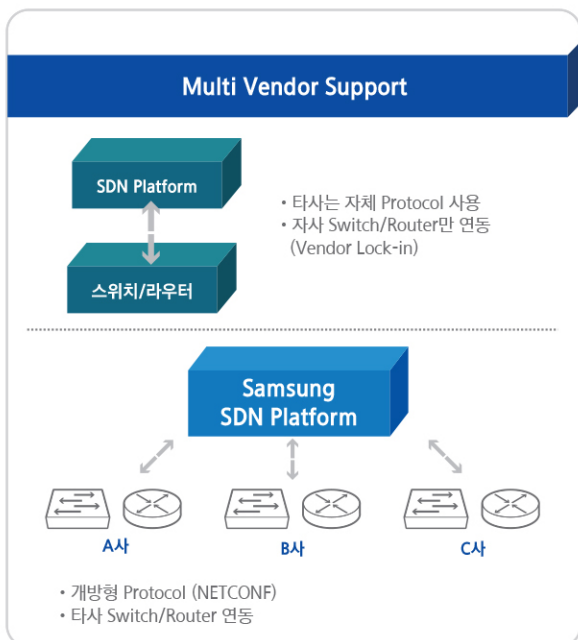 Multi Vendor Support
SDN Platform
스위치/라우터
• 타사는 자체 Protocol 사용
• 자사 Switch/Router만 연동
(Vendor Lock-in)
Samsung
SDN Platform
A사
B사
C사
• 개방형 Protocol (NETCONF)
• 타사 Switch/Router 연동